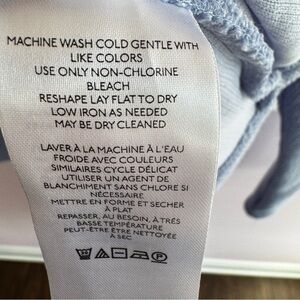 MACHINE WASH COLD GENTLE WITH
LIKE COLORS
USE ONLY NON-CHLORINE
BLEACH
RESHAPE LAY FLAT TO DRY
LOW IRON AS NEEDED
MAY BE DRY CLEANED
LAVER À LA MACHINE À L'EAU
FROIDE AVEC COULEURS
SIMILAIRES CYCLE DÉLICAT
UTILISER UN AGENT DE
BLANCHIMENT SANS CHLORE SI
NÉCESSAIRE
METTRE EN FORME ET SÉCHER
À PLAT
REPASSER, AU BESOIN, À TRÈS
BASSE TEMPÉRATURE
PEUT-ÊTRE ÊTRE NETTOYÉE
À SEC
P